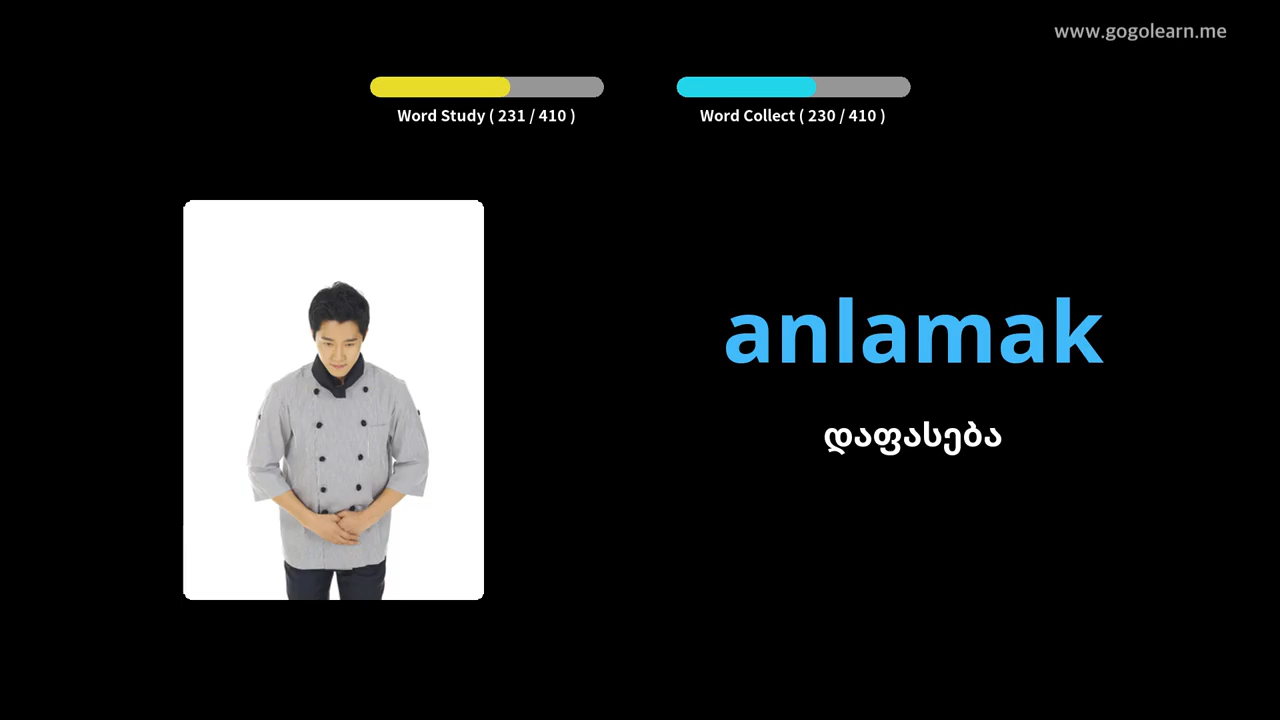 www.gogolearn.me
Word Study ( 231 / 410 )
Word Collect ( 230 / 410 )
anlamak
დაფასება